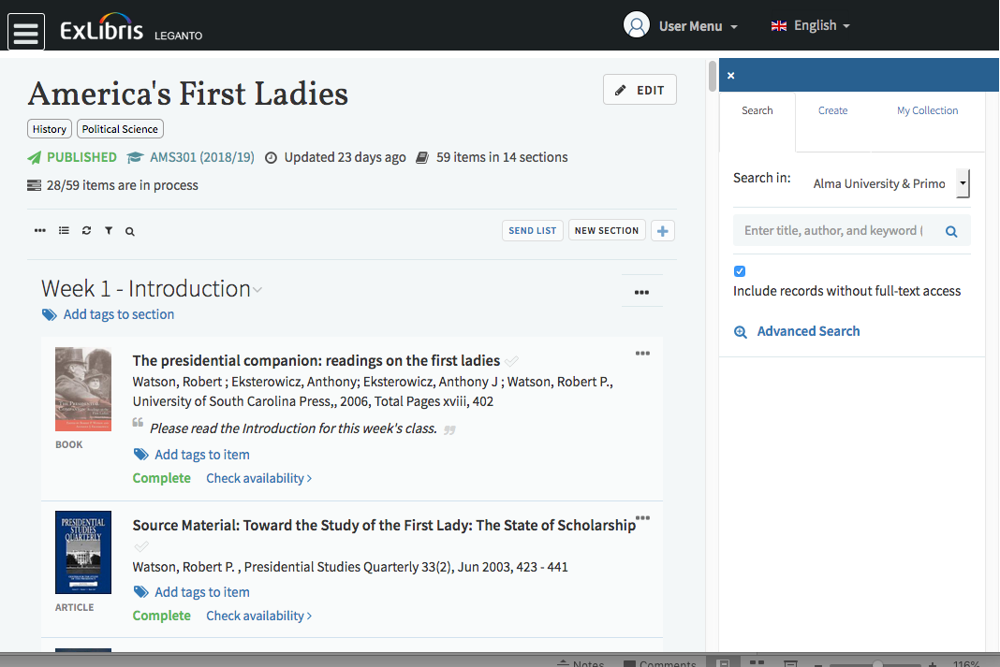 ExLibris LEGANTO
User Menu
English
America's First Ladies
EDIT
History
Political Science
PUBLISHED
AMS301 (2018/19)
Updated 23 days ago
59 items in 14 sections
28/59 items are in process
SEND LIST
NEW SECTION
Week 1 - Introduction
Add tags to section
The presidential companion: readings on the first ladies
Watson, Robert ; Eksterowicz, Anthony; Eksterowicz, Anthony J ; Watson, Robert P.,
University of South Carolina Press,, 2006, Total Pages xviii, 402
Please read the Introduction for this week's class.
BOOK
Add tags to item
Complete
Check availability
PRESIDENTIAL
STUDIES
QUARTERLY
Source Material: Toward the Study of the First Lady: The State of Scholarship
Watson, Robert P. , Presidential Studies Quarterly 33(2), Jun 2003, 423 - 441
ARTICLE
Add tags to item
Complete
Check availability
×
Search
Create
My Collection
Search in:
Alma University & Primo
Enter title, author, and keyword (
Include records without full-text access
Advanced Search
Notes
Comments
116%